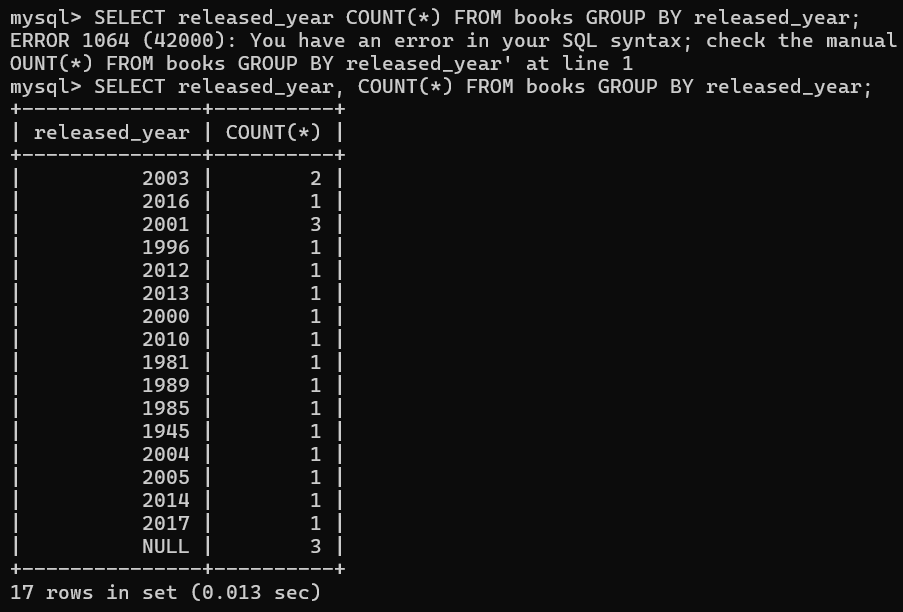 mysql> SELECT released_year COUNT(*) FROM books GROUP BY released_year;
ERROR 1064 (42000): You have an error in your SQL syntax; check the manual
OUNT(*) FROM books GROUP BY released_year' at line 1
mysql> SELECT released_year, COUNT(*) FROM books GROUP BY released_year;
+---------------+----------+
| released_year | COUNT(*) |
+---------------+----------+
|          2003 |        2 |
|          2016 |        1 |
|          2001 |        3 |
|          1996 |        1 |
|          2012 |        1 |
|          2013 |        1 |
|          2000 |        1 |
|          2010 |        1 |
|          1981 |        1 |
|          1989 |        1 |
|          1985 |        1 |
|          1945 |        1 |
|          2004 |        1 |
|          2005 |        1 |
|          2014 |        1 |
|          2017 |        1 |
|          NULL |        3 |
+---------------+----------+
17 rows in set (0.013 sec)